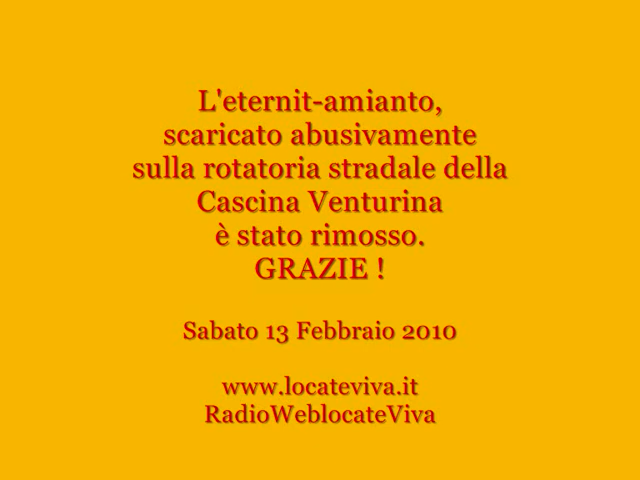 L'eternit-amianto,
scaricato abusivamente
sulla rotatoria stradale della
Cascina Venturina
è stato rimosso.
GRAZIE !
Sabato 13 Febbraio 2010
www.locateviva.it
RadioWeblocateViva